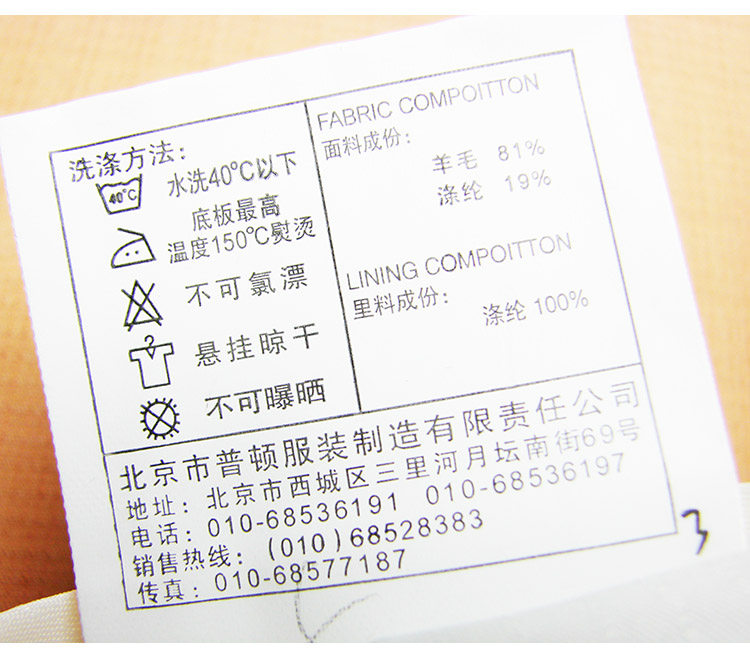 洗涤方法:
40℃
水洗40℃以下
底板最高
温度150℃熨烫
不可氯漂
悬挂晾干
不可曝晒
FABRIC COMPOITTON
面料成份:
羊毛 81%
涤纶 19%
LINING COMPOITTON
里料成份:
涤纶 100%
北京市普顿服装制造有限责任公司
地址: 北京市西城区三里河月坛南街69号
电话: 010-68536191 010-68536197
销售热线: (010)68528383
传真: 010-68577187
3